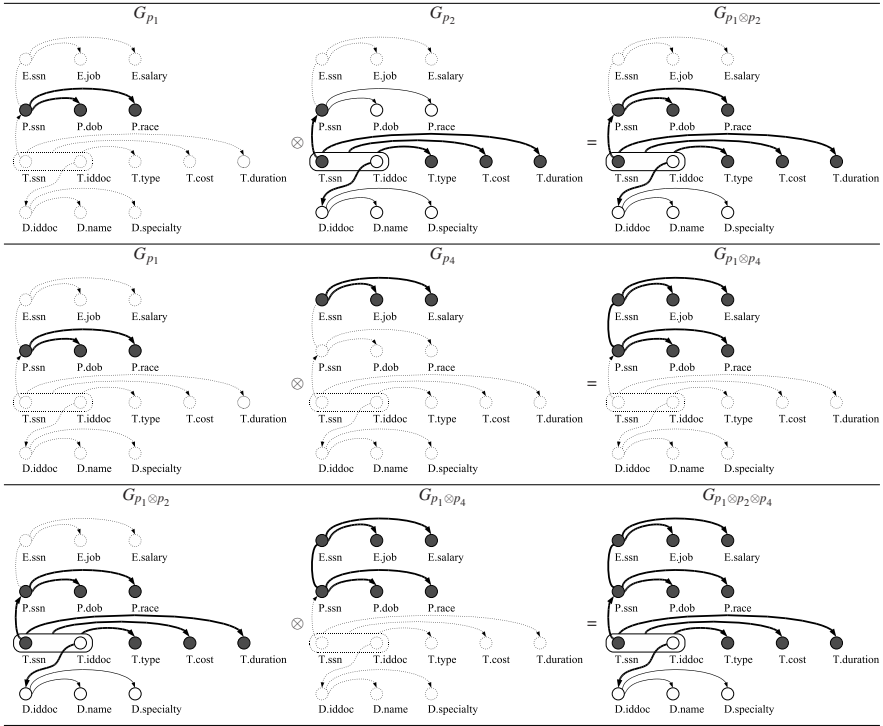 G_{p_1} G_{p_2} G_{p_1⊗p_2}
E.ssn E.job E.salary E.ssn E.job E.salary E.ssn E.job E.salary
P.ssn P.dob P.race P.ssn P.dob P.race P.ssn P.dob P.race
⊗ =
T.ssn T.iddoc T.type T.cost T.duration T.ssn T.iddoc T.type T.cost T.duration T.ssn T.iddoc T.type T.cost T.duration
D.iddoc D.name D.specialty D.iddoc D.name D.specialty D.iddoc D.name D.specialty
G_{p_1} G_{p_4} G_{p_1⊗p_4}
E.ssn E.job E.salary E.ssn E.job E.salary E.ssn E.job E.salary
P.ssn P.dob P.race P.ssn P.dob P.race P.ssn P.dob P.race
⊗ =
T.ssn T.iddoc T.type T.cost T.duration T.ssn T.iddoc T.type T.cost T.duration T.ssn T.iddoc T.type T.cost T.duration
D.iddoc D.name D.specialty D.iddoc D.name D.specialty D.iddoc D.name D.specialty
G_{p_1⊗p_2} G_{p_1⊗p_4} G_{p_1⊗p_2⊗p_4}
E.ssn E.job E.salary E.ssn E.job E.salary E.ssn E.job E.salary
P.ssn P.dob P.race P.ssn P.dob P.race P.ssn P.dob P.race
⊗ =
T.ssn T.iddoc T.type T.cost T.duration T.ssn T.iddoc T.type T.cost T.duration T.ssn T.iddoc T.type T.cost T.duration
D.iddoc D.name D.specialty D.iddoc D.name D.specialty D.iddoc D.name D.specialty